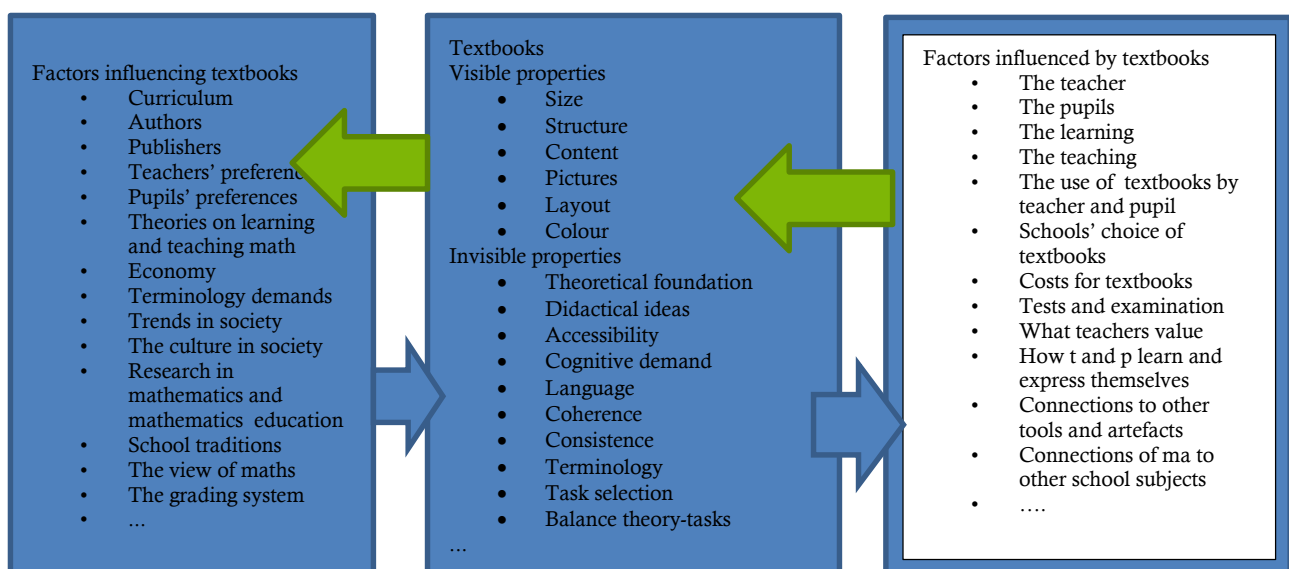 Factors influencing textbooks
• Curriculum
• Authors
• Publishers
• Teachers' preferenc
• Pupils' preferences
• Theories on learning
and teaching math
• Economy
• Terminology demands
• Trends in society
• The culture in society
• Research in
mathematics and
mathematics education
• School traditions
• The view of maths
• The grading system
• ...
Textbooks
Visible properties
• Size
• Structure
• Content
• Pictures
• Layout
• Colour
Invisible properties
• Theoretical foundation
• Didactical ideas
• Accessibility
• Cognitive demand
• Language
• Coherence
• Consistence
• Terminology
• Task selection
• Balance theory-tasks
...
Factors influenced by textbooks
• The teacher
• The pupils
• The learning
• The teaching
• The use of textbooks by
teacher and pupil
• Schools' choice of
textbooks
• Costs for textbooks
• Tests and examination
• What teachers value
• How t and p learn and
express themselves
• Connections to other
tools and artefacts
• Connections of ma to
other school subjects
• ....